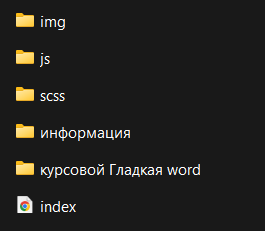 img
js
scss
информация
курсовой Гладкая word
index